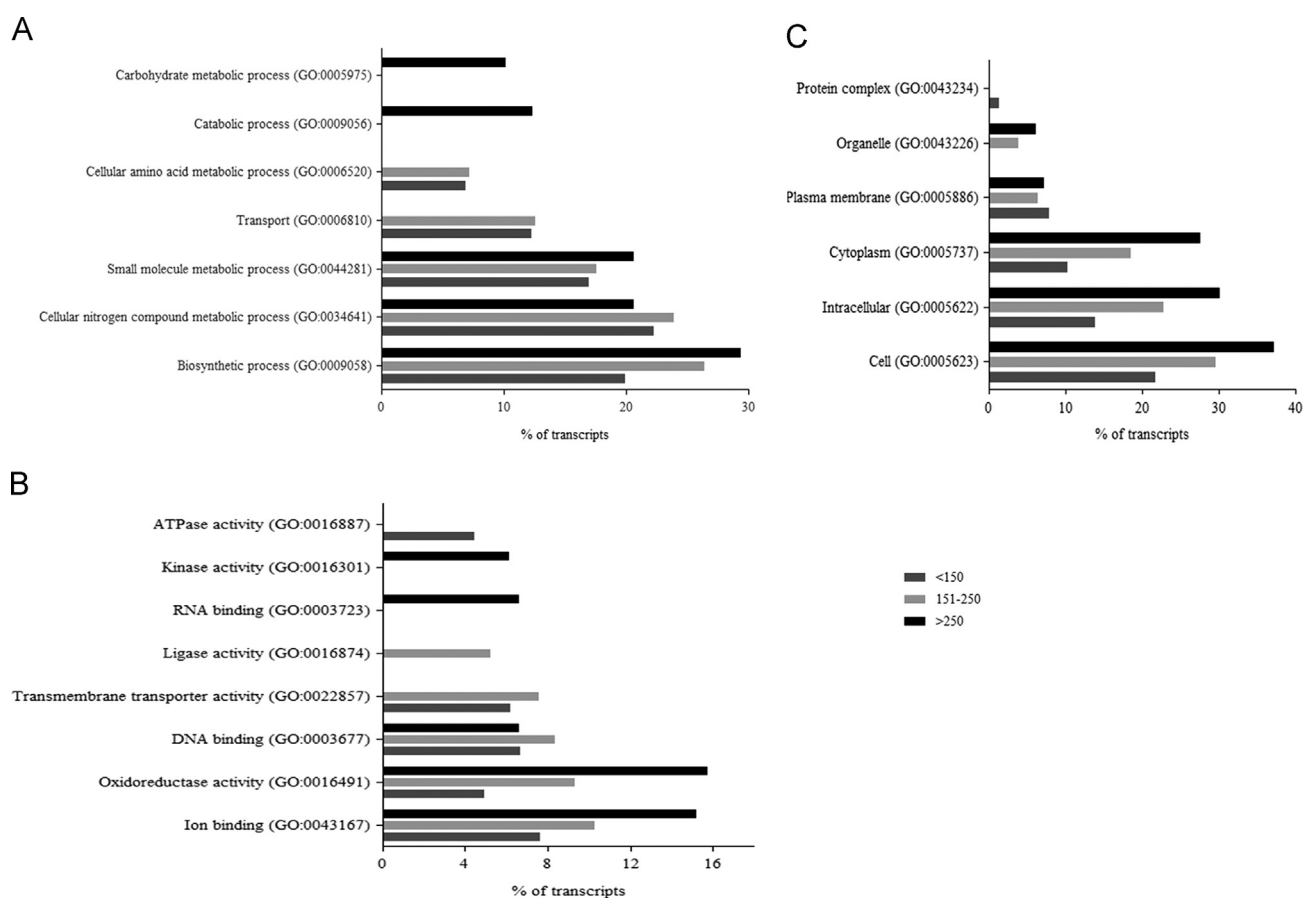 A
Carbohydrate metabolic process (GO:0005975)
Catabolic process (GO:0009056)
Cellular amino acid metabolic process (GO:0006520)
Transport (GO:0006810)
Small molecule metabolic process (GO:0044281)
Cellular nitrogen compound metabolic process (GO:0034641)
Biosynthetic process (GO:0009058)
0 10 20 30
% of transcripts
C
Protein complex (GO:0043234)
Organelle (GO:0043226)
Plasma membrane (GO:0005886)
Cytoplasm (GO:0005737)
Intracellular (GO:0005622)
Cell (GO:0005623)
0 10 20 30 40
% of transcripts
B
ATPase activity (GO:0016887)
Kinase activity (GO:0016301)
RNA binding (GO:0003723)
Ligase activity (GO:0016874)
Transmembrane transporter activity (GO:0022857)
DNA binding (GO:0003677)
Oxidoreductase activity (GO:0016491)
Ion binding (GO:0043167)
0 4 8 12 16
% of transcripts
<150
151-250
>250